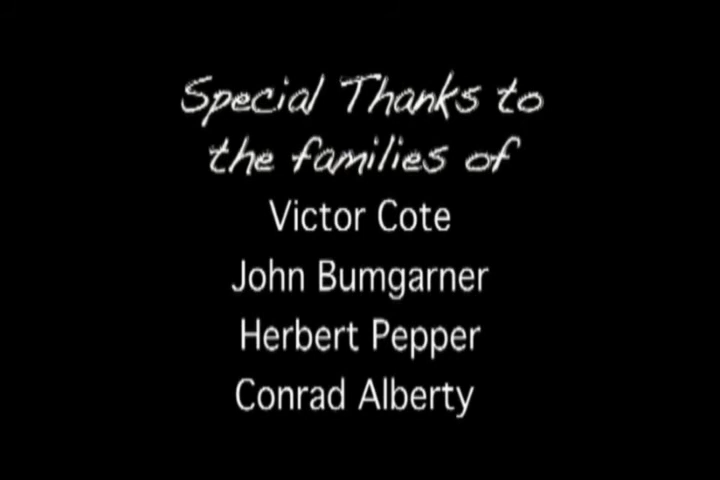 Special Thanks to
the families of
Victor Cote
John Bumgarner
Herbert Pepper
Conrad Alberty